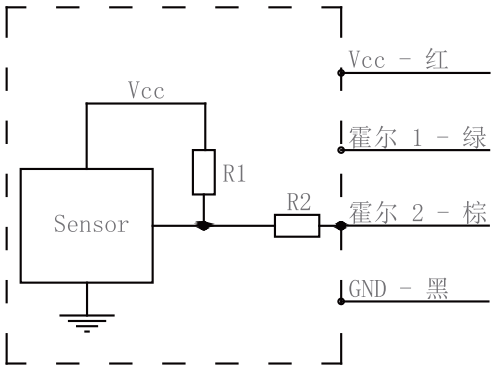 Vcc - 红
Vcc
霍尔 1 - 绿
R1
R2
霍尔 2 - 棕
Sensor
GND - 黑